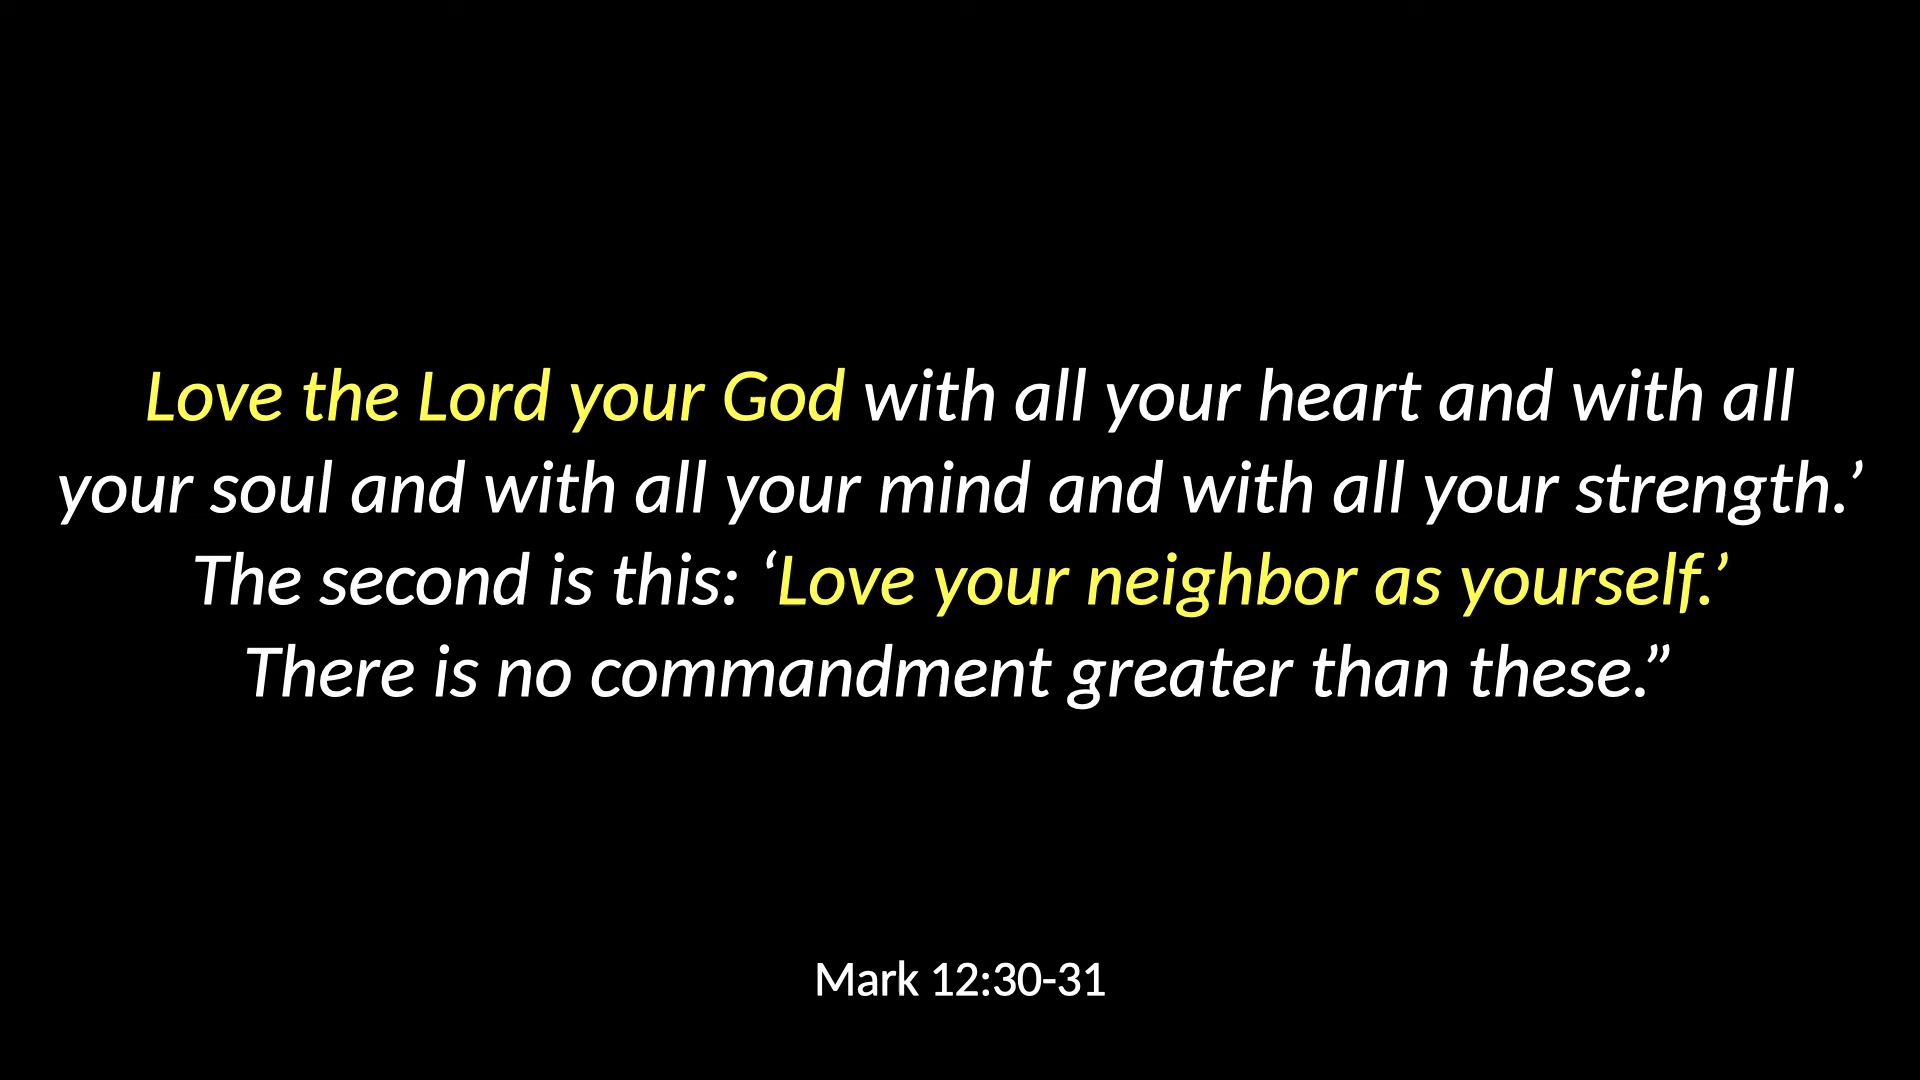 Love the Lord your God with all your heart and with all
your soul and with all your mind and with all your strength.’
The second is this: ‘Love your neighbor as yourself.’
There is no commandment greater than these.”
Mark 12:30-31